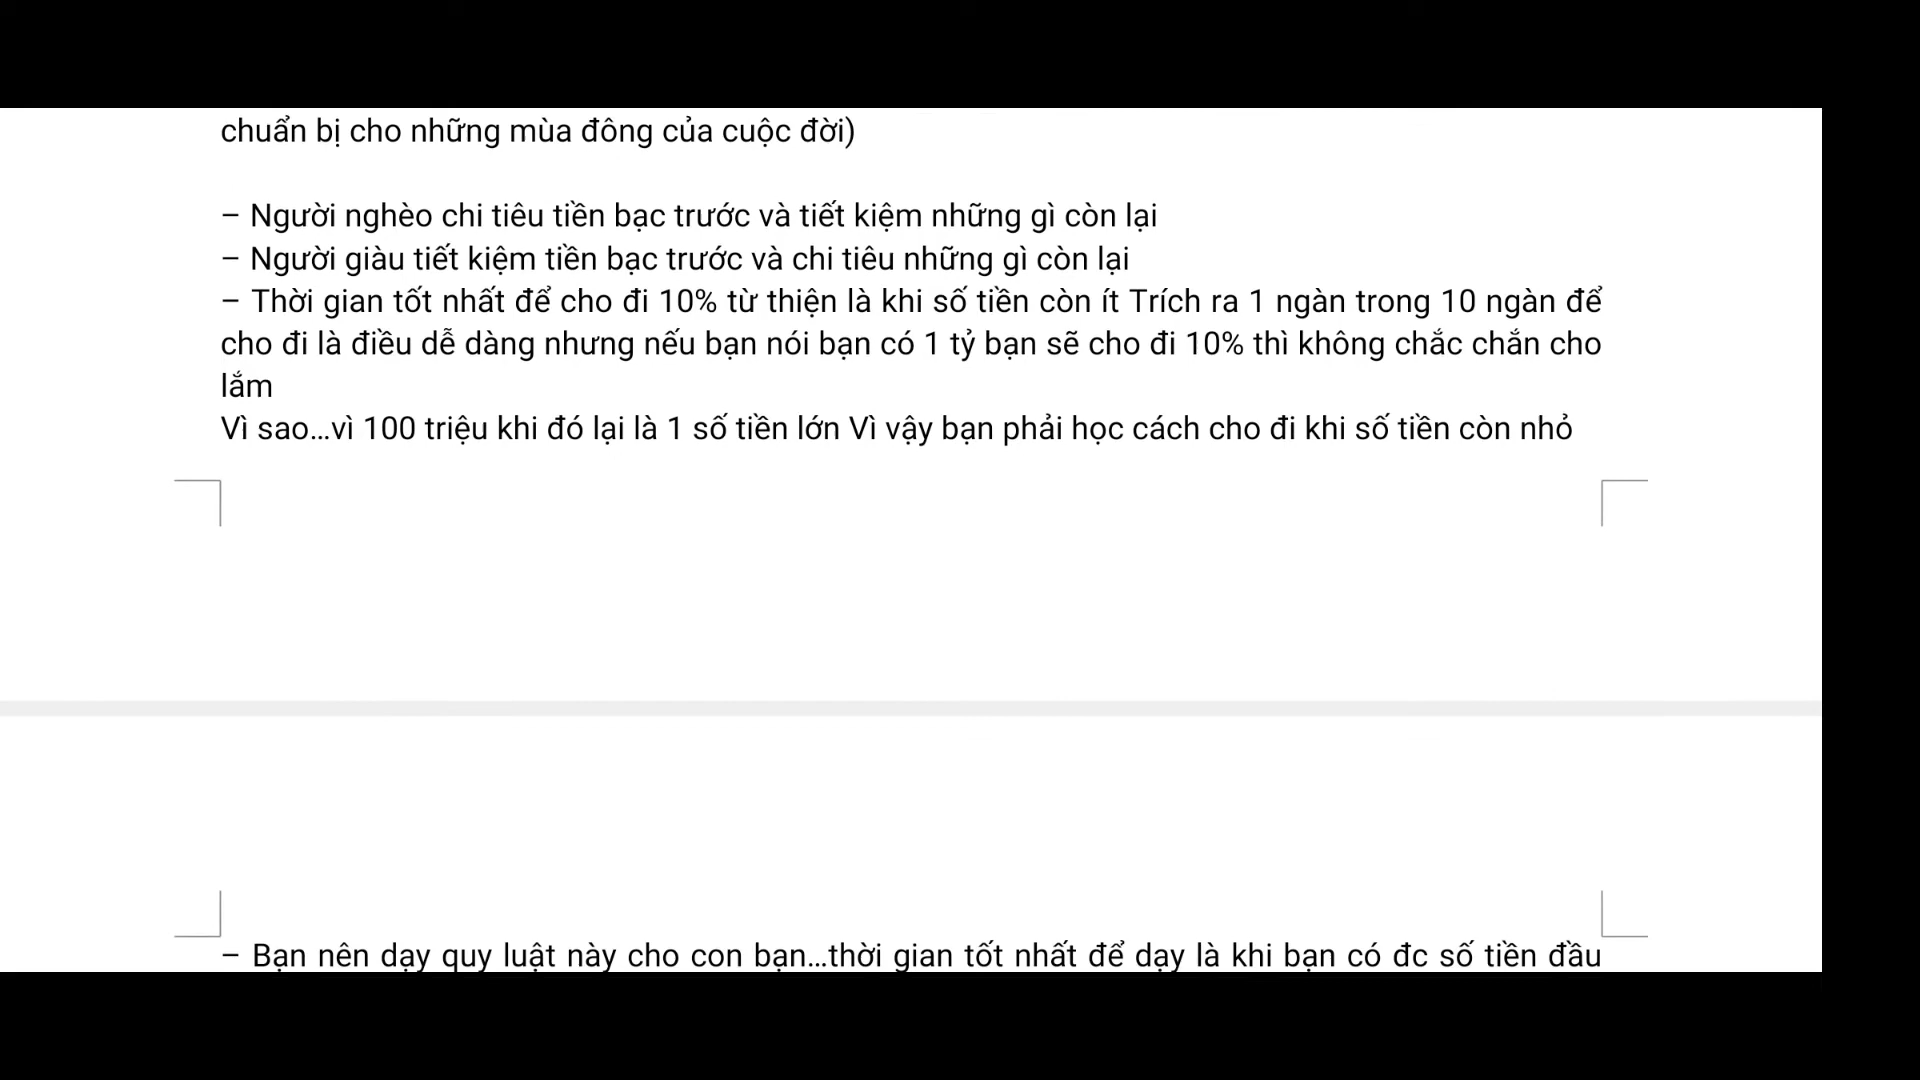 chuẩn bị cho những mùa đông của cuộc đời)
– Người nghèo chi tiêu tiền bạc trước và tiết kiệm những gì còn lại
– Người giàu tiết kiệm tiền bạc trước và chi tiêu những gì còn lại
– Thời gian tốt nhất để cho đi 10% từ thiện là khi số tiền còn ít Trích ra 1 ngàn trong 10 ngàn để
cho đi là điều dễ dàng nhưng nếu bạn nói bạn có 1 tỷ bạn sẽ cho đi 10% thì không chắc chắn cho
lắm
Vì sao…vì 100 triệu khi đó lại là 1 số tiền lớn Vì vậy bạn phải học cách cho đi khi số tiền còn nhỏ
– Bạn nên dạy quy luật này cho con bạn…thời gian tốt nhất để dạy là khi bạn có đc số tiền đầu